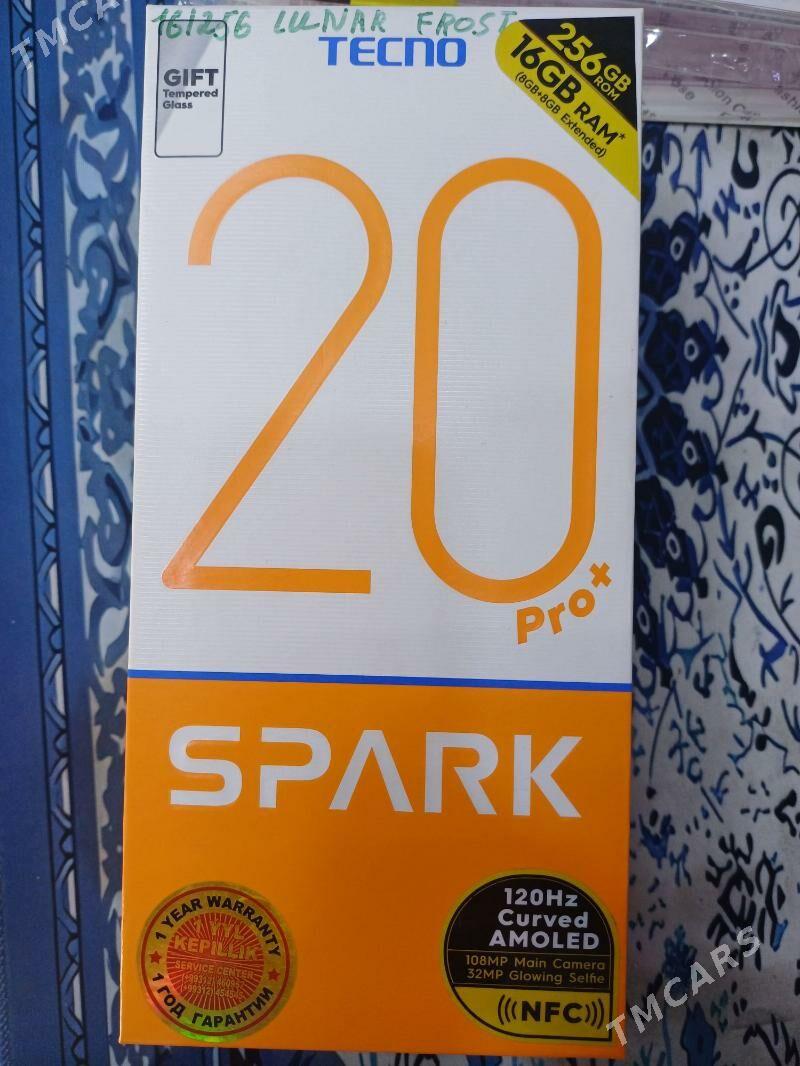 TMCARS
16/256 LUNAR FROST
TECNO
GIFT
Tempered
Glass
256GB
ROM
16GB RAM*
(8GB+8GB Extended)
20
Pro+
SPARK
1 YEAR WARRANTY
1 YYL
KEPILLIK
SERVICE CENTER
1 ГОД ГАРАНТИИ
120Hz
Curved
AMOLED
108MP Main Camera
32MP Glowing Selfie
NFC
TMCARS